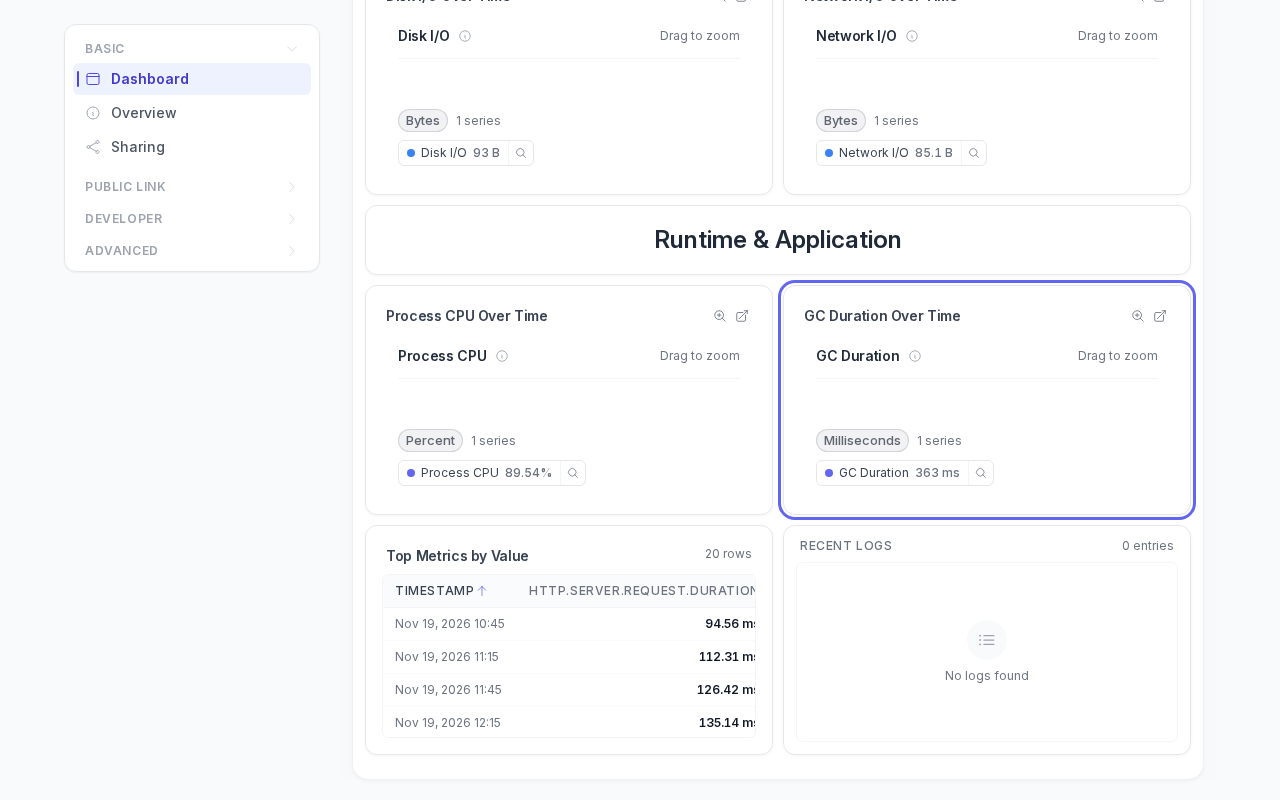 BASIC
Dashboard
Overview
Sharing
PUBLIC LINK
DEVELOPER
ADVANCED
Disk I/O
Drag to zoom
Bytes 1 series
Disk I/O 93 B
Network I/O
Drag to zoom
Bytes 1 series
Network I/O 85.1 B
Runtime & Application
Process CPU Over Time
Process CPU
Drag to zoom
Percent 1 series
Process CPU 89.54%
GC Duration Over Time
GC Duration
Drag to zoom
Milliseconds 1 series
GC Duration 363 ms
Top Metrics by Value
20 rows
TIMESTAMP HTTP.SERVER.REQUEST.DURATION
Nov 19, 2026 10:45 94.56 ms
Nov 19, 2026 11:15 112.31 ms
Nov 19, 2026 11:45 126.42 ms
Nov 19, 2026 12:15 135.14 ms
RECENT LOGS
0 entries
No logs found